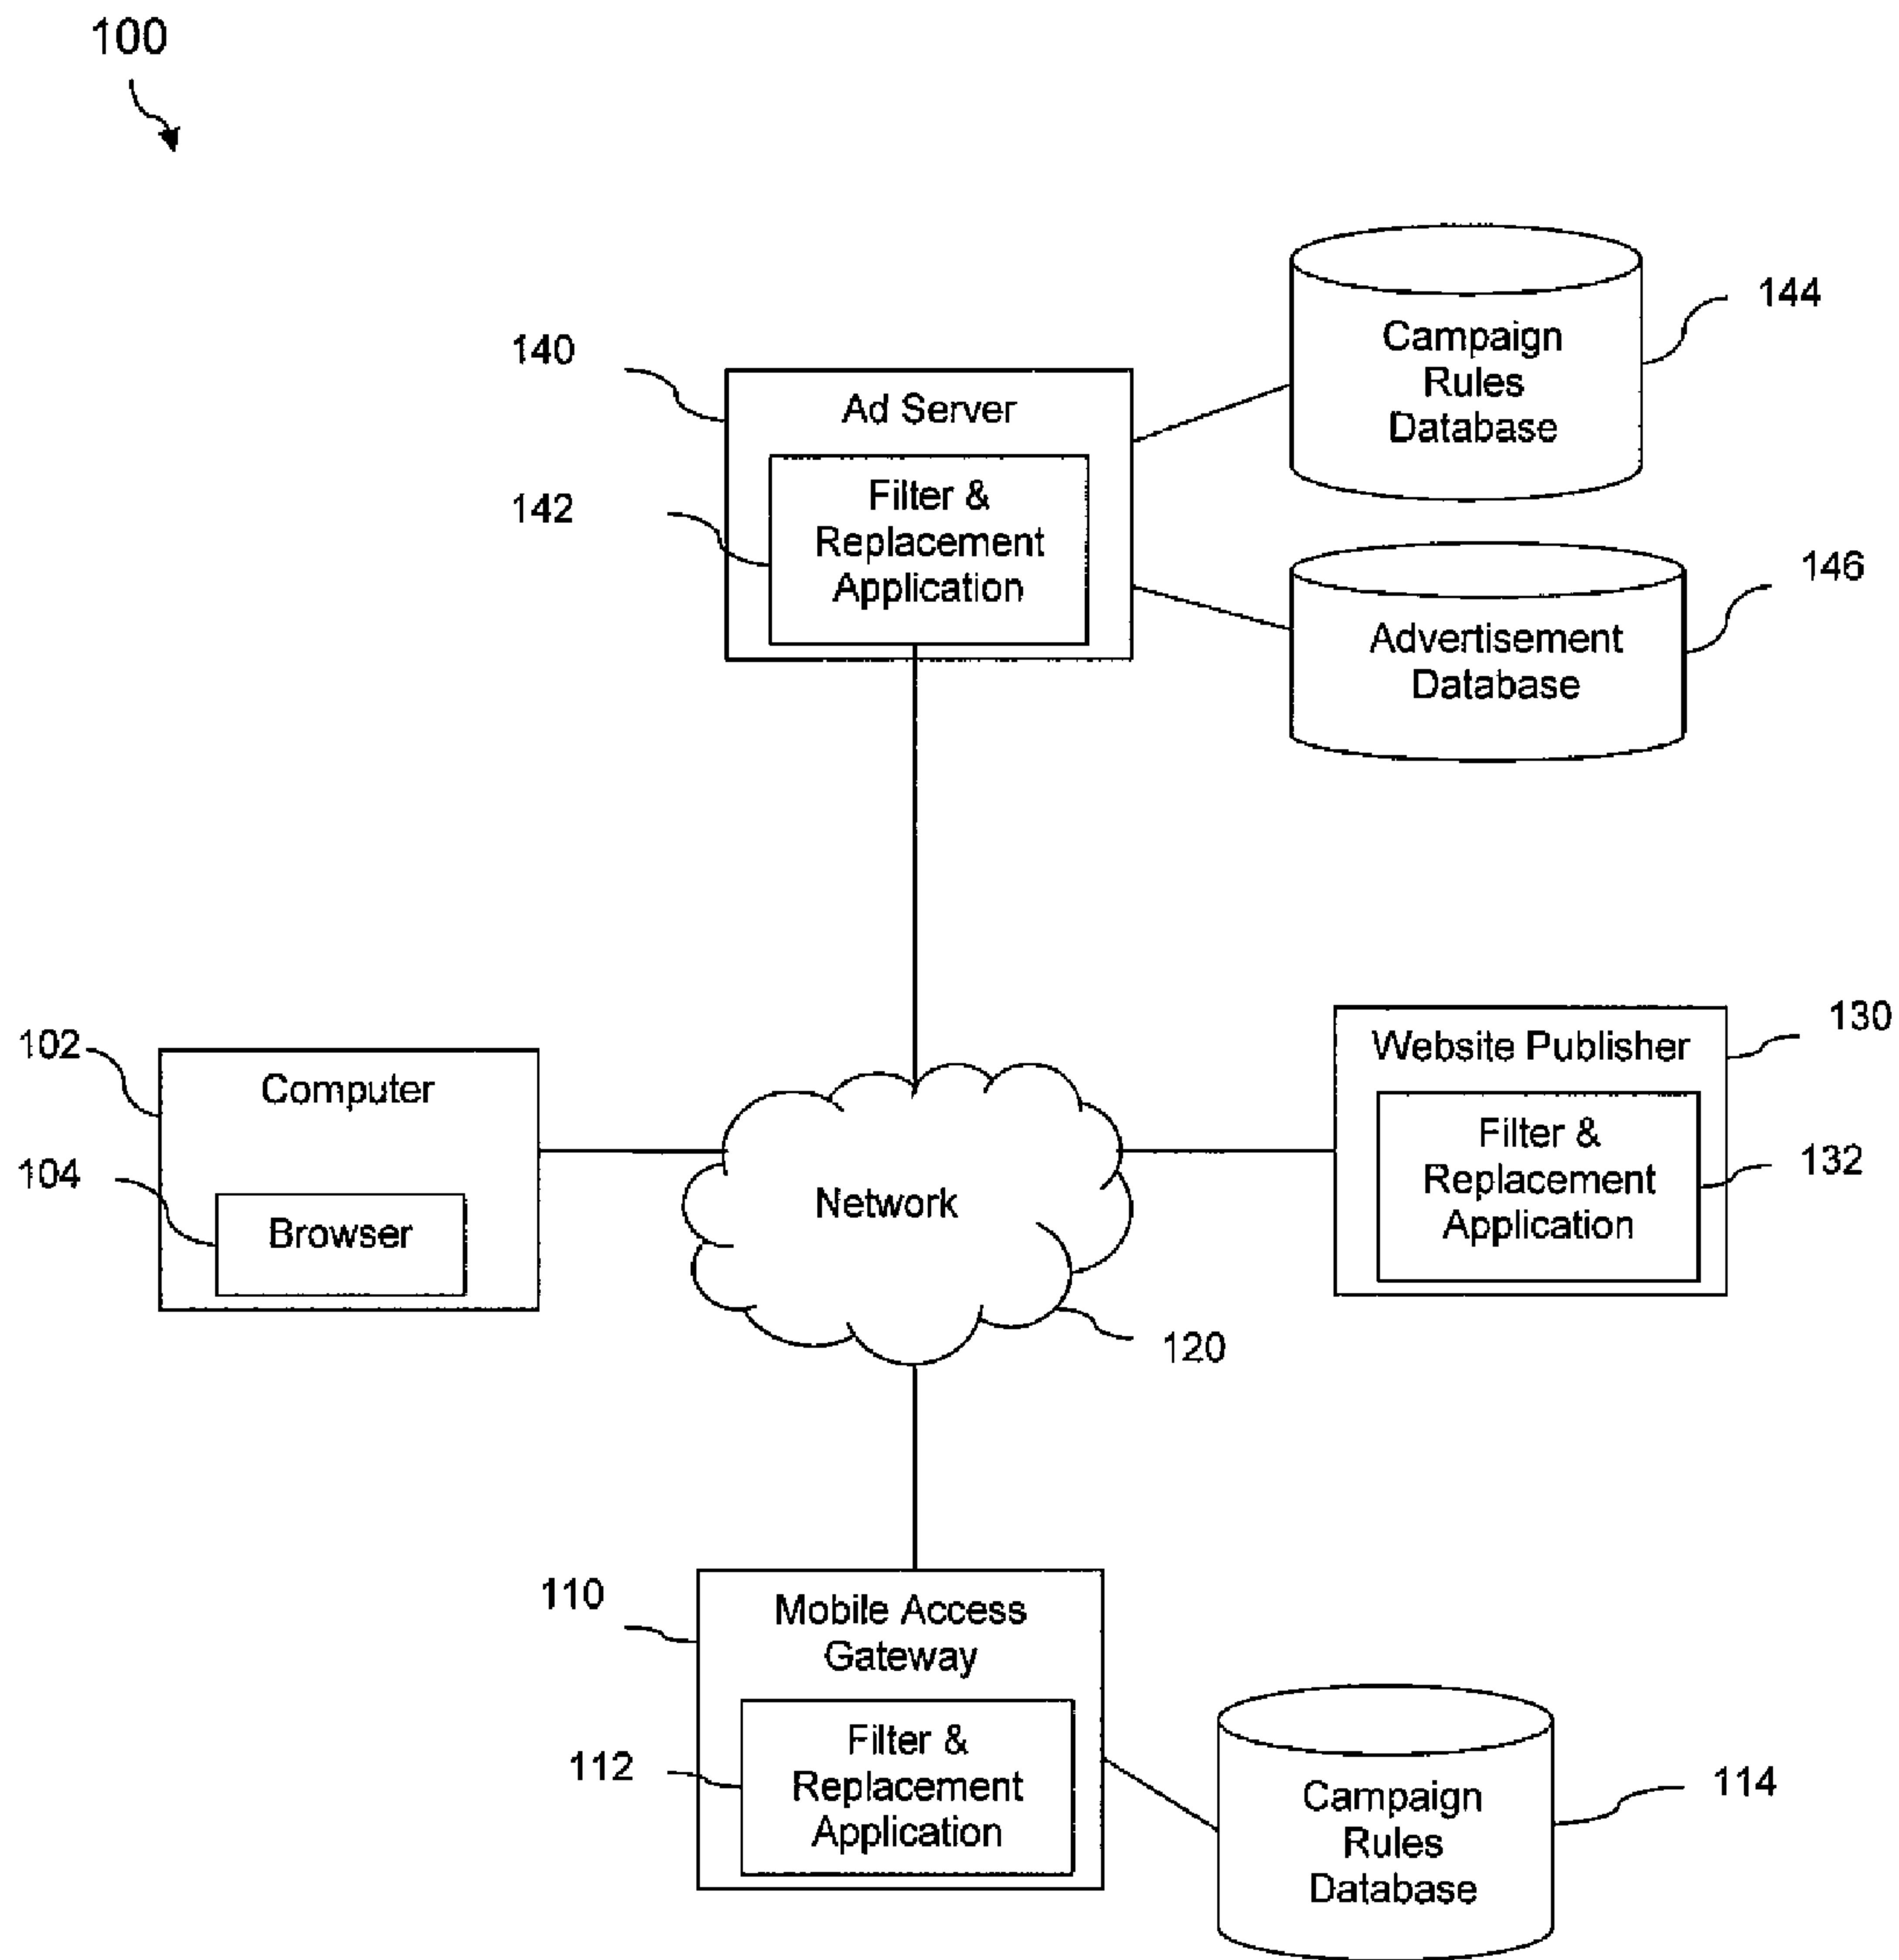 100
140
Ad Server
142
Filter &
Replacement
Application
Campaign
Rules
Database
144
Advertisement
Database
146
102
Computer
104
Browser
Network
120
Website Publisher
130
Filter &
Replacement
Application
132
110
Mobile Access
Gateway
112
Filter &
Replacement
Application
Campaign
Rules
Database
114